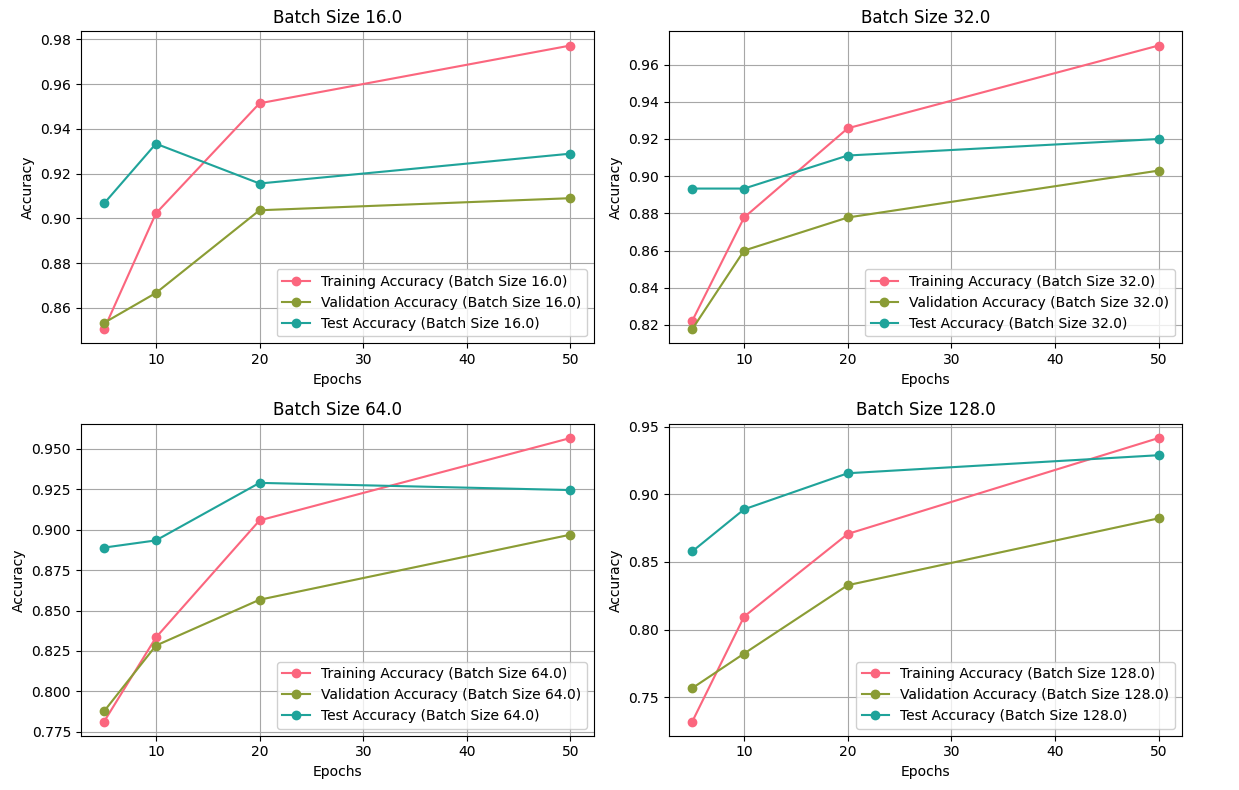 Batch Size 16.0
0.98
0.96
0.94
0.92
0.90
0.88
0.86
Accuracy
10 20 30 40 50
Epochs
Training Accuracy (Batch Size 16.0)
Validation Accuracy (Batch Size 16.0)
Test Accuracy (Batch Size 16.0)
Batch Size 32.0
0.96
0.94
0.92
0.90
0.88
0.86
0.84
0.82
Accuracy
10 20 30 40 50
Epochs
Training Accuracy (Batch Size 32.0)
Validation Accuracy (Batch Size 32.0)
Test Accuracy (Batch Size 32.0)
Batch Size 64.0
0.950
0.925
0.900
0.875
0.850
0.825
0.800
0.775
Accuracy
10 20 30 40 50
Epochs
Training Accuracy (Batch Size 64.0)
Validation Accuracy (Batch Size 64.0)
Test Accuracy (Batch Size 64.0)
Batch Size 128.0
0.95
0.90
0.85
0.80
0.75
Accuracy
10 20 30 40 50
Epochs
Training Accuracy (Batch Size 128.0)
Validation Accuracy (Batch Size 128.0)
Test Accuracy (Batch Size 128.0)